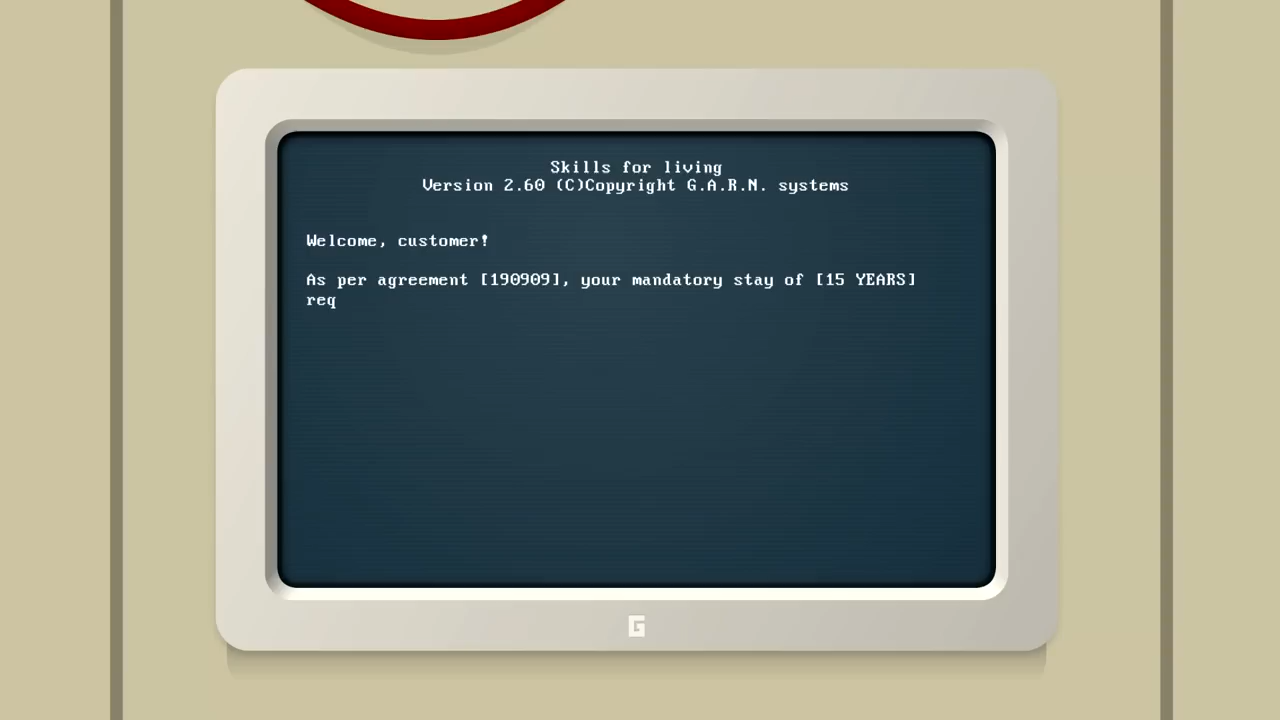 Skills for living
Version 2.60 (C)Copyright G.A.R.N. systems
Welcome, customer!
As per agreement [190909], your mandatory stay of [15 YEARS]
req
G